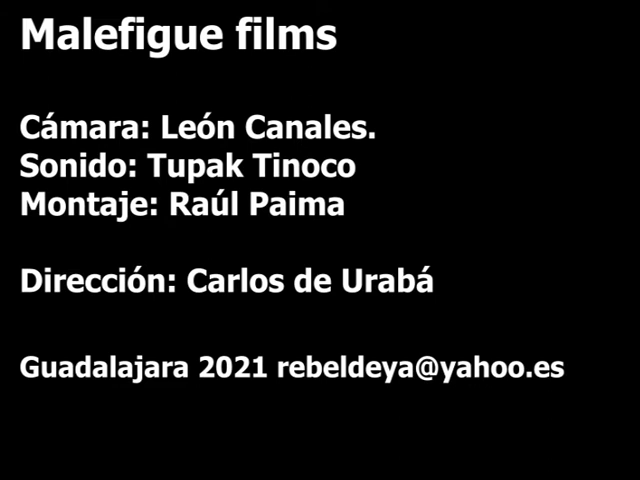 Malefigue films
Cámara: León Canales.
Sonido: Tupak Tinoco
Montaje: Raúl Paima
Dirección: Carlos de Urabá
Guadalajara 2021 rebeldeya@yahoo.es